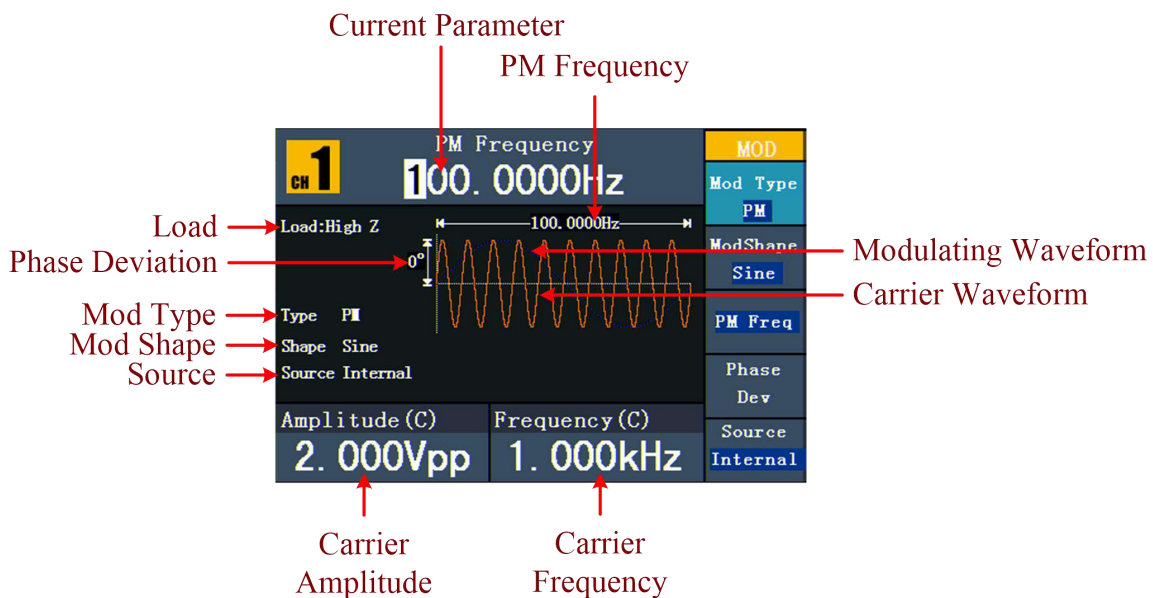 Current Parameter
PM Frequency
CH 1
PM Frequency
100.0000Hz
MOD
Mod Type
PM
ModShape
Sine
PM Freq
Phase
Dev
Source
Internal
Load
Load:High Z
100.0000Hz
Phase Deviation
0°
Modulating Waveform
Carrier Waveform
Mod Type
Type PM
Mod Shape
Shape Sine
Source
Source Internal
Amplitude(C)
2.000Vpp
Frequency(C)
1.000kHz
Carrier
Amplitude
Carrier
Frequency